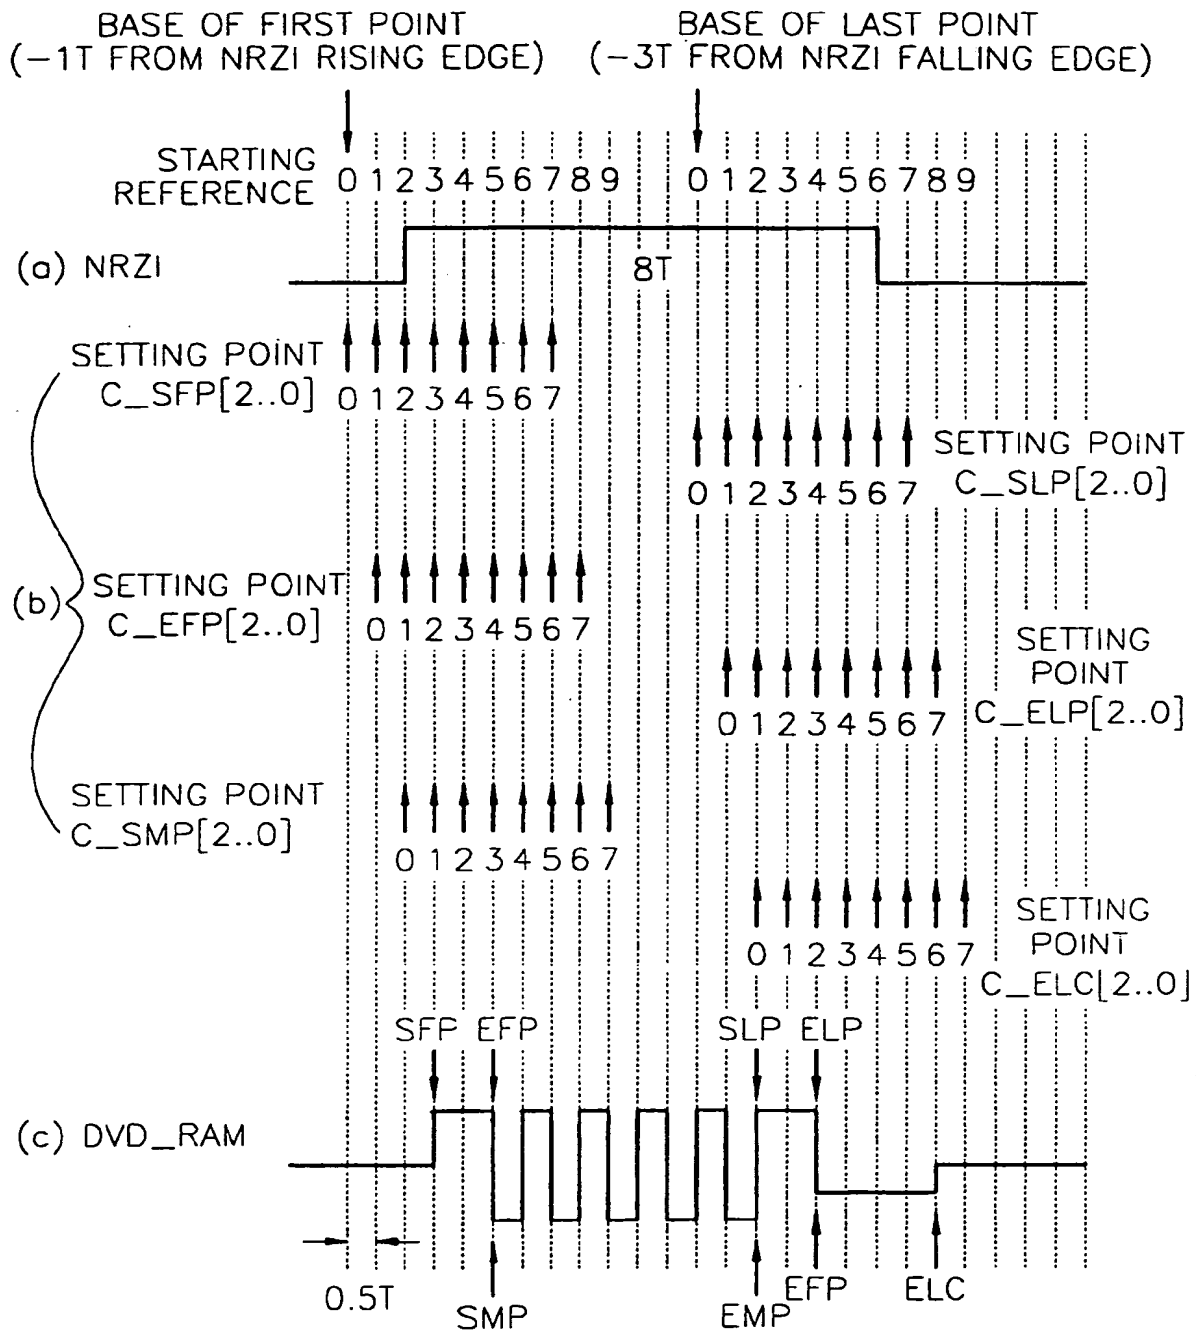 BASE OF FIRST POINT
(−1T FROM NRZI RISING EDGE)
BASE OF LAST POINT
(−3T FROM NRZI FALLING EDGE)
STARTING
REFERENCE
0 1 2 3 4 5 6 7 8 9
0 1 2 3 4 5 6 7 8 9
(a) NRZI
8T
SETTING POINT
C_SFP[2..0]
0 1 2 3 4 5 6 7
SETTING POINT
C_SLP[2..0]
0 1 2 3 4 5 6 7
(b)
SETTING POINT
C_EFP[2..0]
0 1 2 3 4 5 6 7
SETTING
POINT
C_ELP[2..0]
0 1 2 3 4 5 6 7
SETTING POINT
C_SMP[2..0]
0 1 2 3 4 5 6 7
SETTING
POINT
C_ELC[2..0]
0 1 2 3 4 5 6 7
SFP EFP
SLP ELP
(c) DVD_RAM
0.5T
SMP
EMP
EFP
ELC